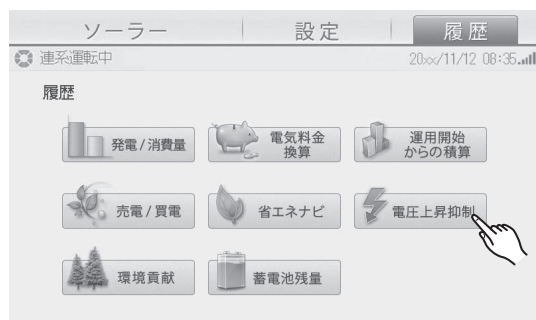 ソーラー
設定
履歴
連系運転中
20xx/11/12 08:35
履歴
発電/消費量
電気料金
換算
運用開始
からの積算
売電/買電
省エネナビ
電圧上昇抑制
環境貢献
蓄電池残量